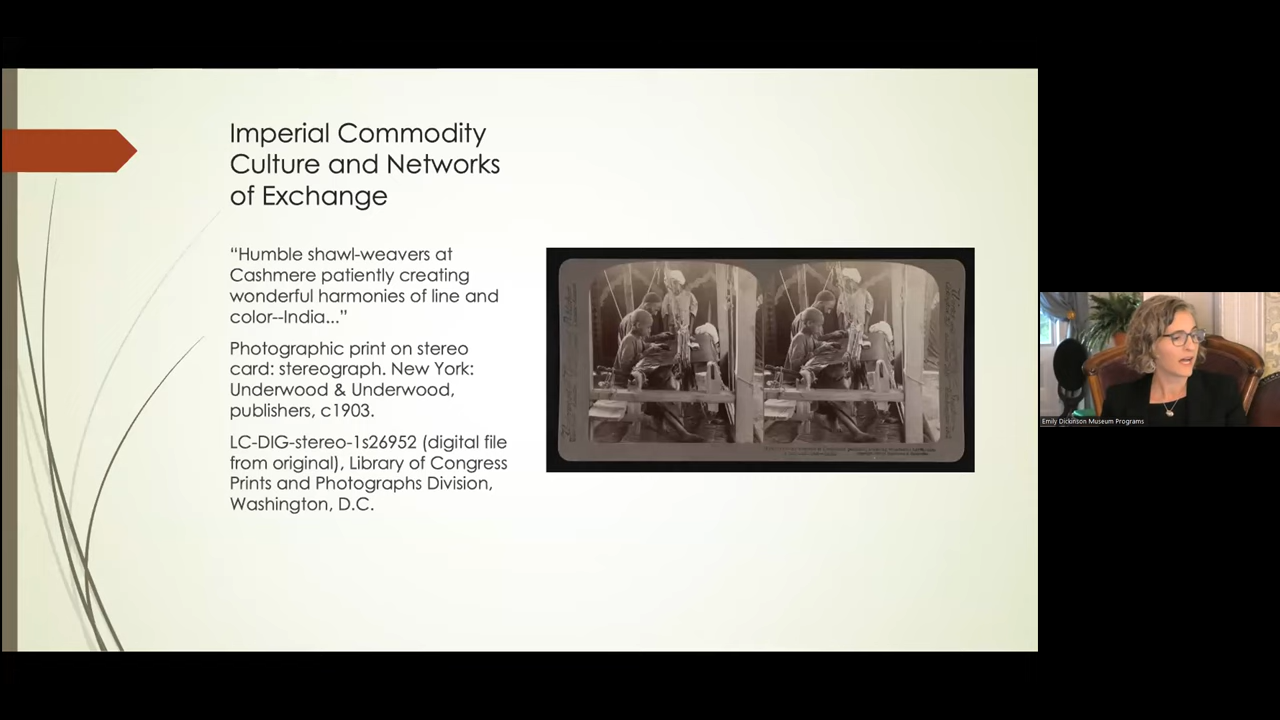 Imperial Commodity
Culture and Networks
of Exchange
“Humble shawl-weavers at
Cashmere patiently creating
wonderful harmonies of line and
color--India...”
Photographic print on stereo
card: stereograph. New York:
Underwood & Underwood,
publishers, c1903.
LC-DIG-stereo-1s26952 (digital file
from original), Library of Congress
Prints and Photographs Division,
Washington, D.C.
Emily Dickinson Museum Programs